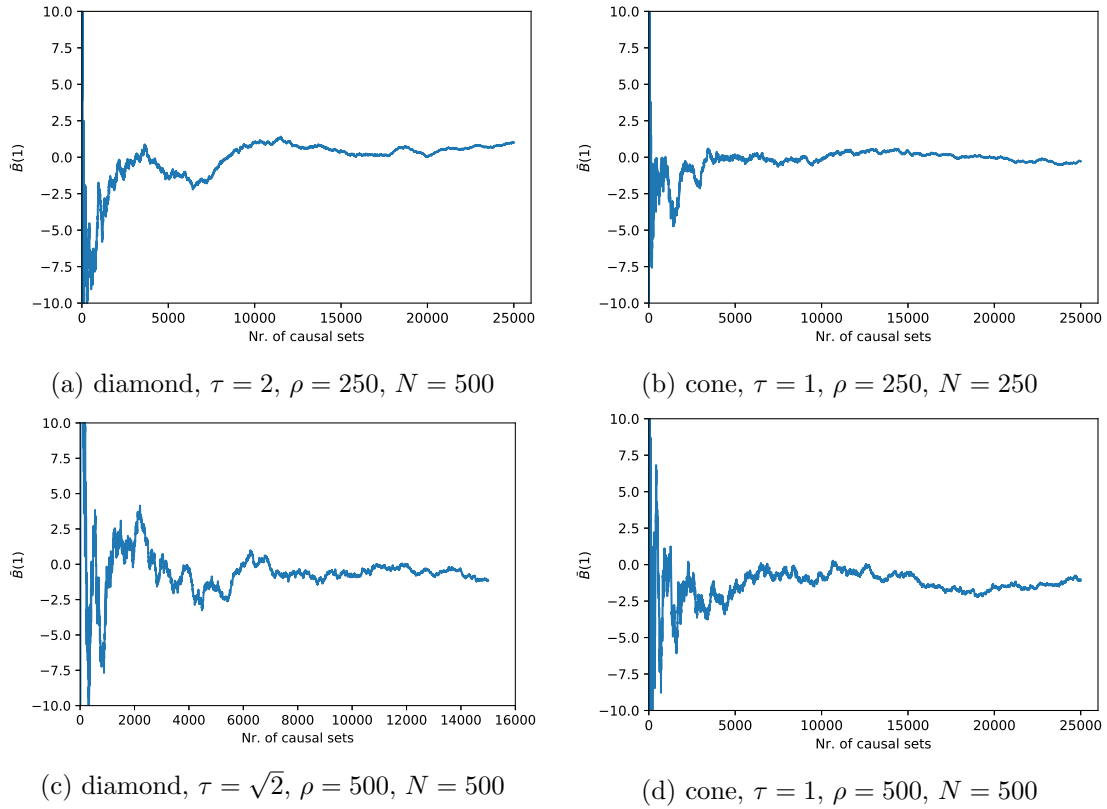 10.0
7.5
5.0
2.5
0.0
−2.5
−5.0
−7.5
−10.0
B̄(1)
0 5000 10000 15000 20000 25000
Nr. of causal sets
(a) diamond, τ = 2, ρ = 250, N = 500
10.0
7.5
5.0
2.5
0.0
−2.5
−5.0
−7.5
−10.0
B̄(1)
0 5000 10000 15000 20000 25000
Nr. of causal sets
(b) cone, τ = 1, ρ = 250, N = 250
10.0
7.5
5.0
2.5
0.0
−2.5
−5.0
−7.5
−10.0
B̄(1)
0 2000 4000 6000 8000 10000 12000 14000 16000
Nr. of causal sets
(c) diamond, τ = √2, ρ = 500, N = 500
10.0
7.5
5.0
2.5
0.0
−2.5
−5.0
−7.5
−10.0
B̄(1)
0 5000 10000 15000 20000 25000
Nr. of causal sets
(d) cone, τ = 1, ρ = 500, N = 500